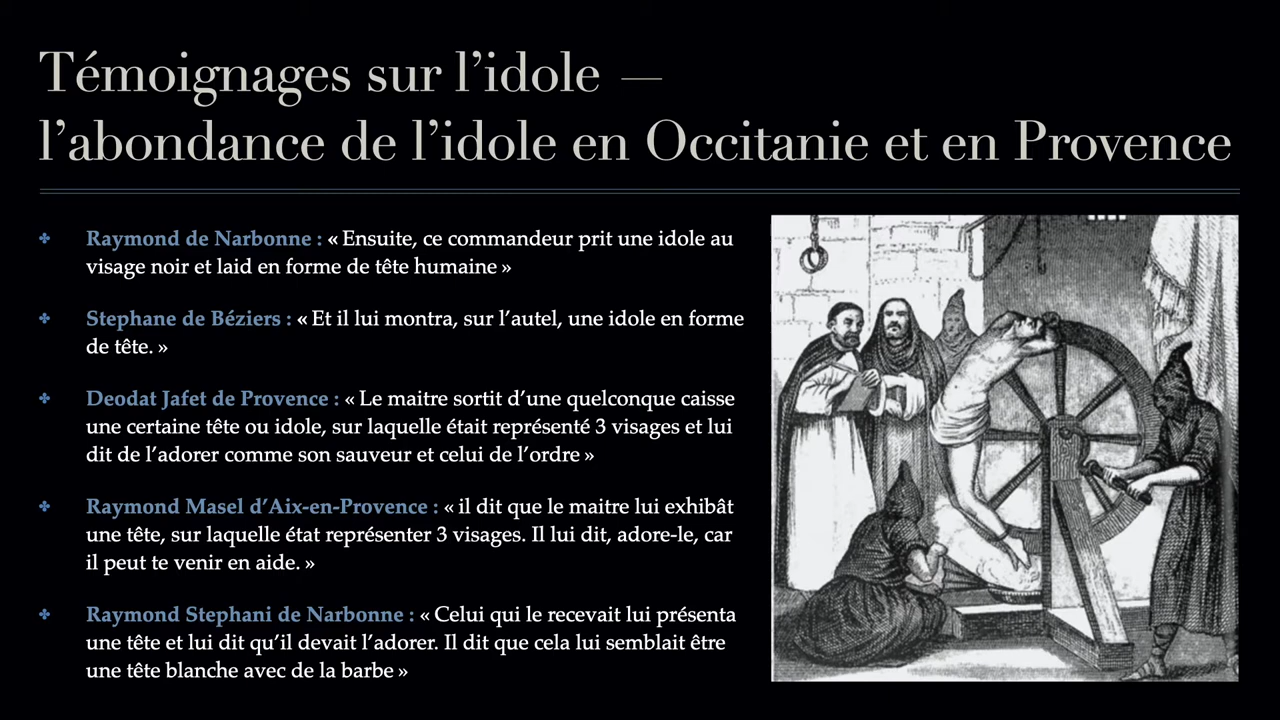 Témoignages sur l’idole —
l’abondance de l’idole en Occitanie et en Provence
Raymond de Narbonne : « Ensuite, ce commandeur prit une idole au
visage noir et laid en forme de tête humaine »
Stephane de Béziers : « Et il lui montra, sur l’autel, une idole en forme
de tête. »
Deodat Jafet de Provence : « Le maitre sortit d’une quelconque caisse
une certaine tête ou idole, sur laquelle était représenté 3 visages et lui
dit de l’adorer comme son sauveur et celui de l’ordre »
Raymond Masel d’Aix-en-Provence : « il dit que le maitre lui exhibât
une tête, sur laquelle état représenter 3 visages. Il lui dit, adore-le, car
il peut te venir en aide. »
Raymond Stephani de Narbonne : « Celui qui le recevait lui présenta
une tête et lui dit qu’il devait l’adorer. Il dit que cela lui semblait être
une tête blanche avec de la barbe »